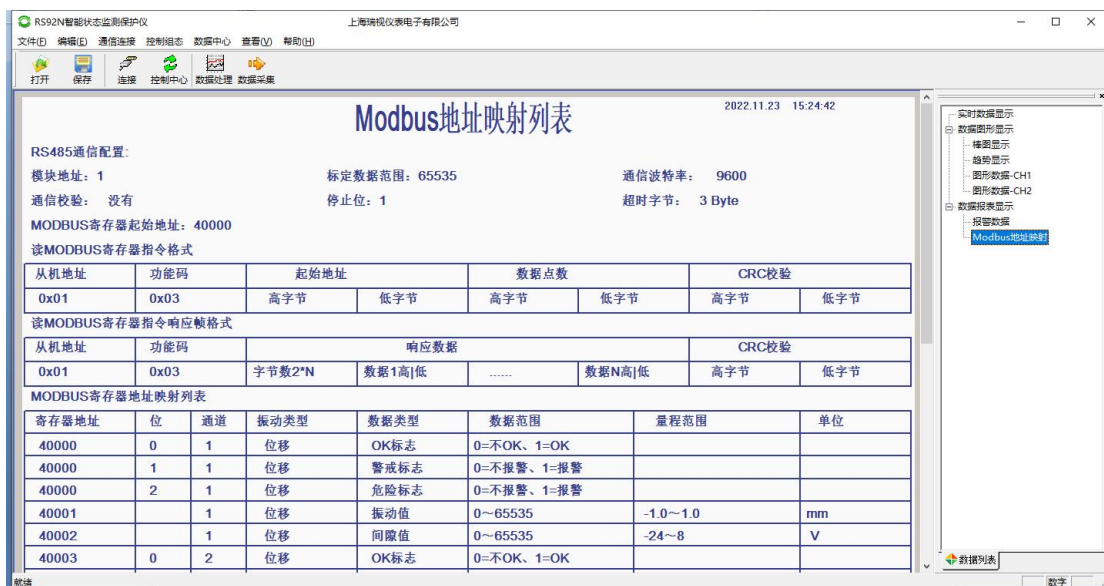 RS92N智能状态监测保护仪 上海瑞视仪表电子有限公司
文件(F) 编辑(E) 通信连接 控制组态 数据中心 查看(V) 帮助(H)
打开 保存 连接 控制中心 数据处理 数据采集
Modbus地址映射列表 2022.11.23 15:24:42
RS485通信配置:
模块地址：1 标定数据范围：65535 通信波特率： 9600
通信校验： 没有 停止位：1 超时字节： 3 Byte
MODBUS寄存器起始地址：40000
读MODBUS寄存器指令格式
从机地址 功能码 起始地址 数据点数 CRC校验
0x01 0x03 高字节 低字节 高字节 低字节 高字节 低字节
读MODBUS寄存器指令响应帧格式
从机地址 功能码 响应数据 CRC校验
0x01 0x03 字节数2*N 数据1高|低 ...... 数据N高|低 高字节 低字节
MODBUS寄存器地址映射列表
寄存器地址 位 通道 振动类型 数据类型 数据范围 量程范围 单位
40000 0 1 位移 OK标志 0=不OK、1=OK
40000 1 1 位移 警戒标志 0=不报警、1=报警
40000 2 1 位移 危险标志 0=不报警、1=报警
40001 1 位移 振动值 0～65535 -1.0～1.0 mm
40002 1 位移 间隙值 0～65535 -24～8 V
40003 0 2 位移 OK标志 0=不OK、1=OK
实时数据显示
数据图形显示
棒图显示
趋势显示
图形数据-CH1
图形数据-CH2
数据报表显示
报警数据
Modbus地址映射
数据列表
就绪 数字